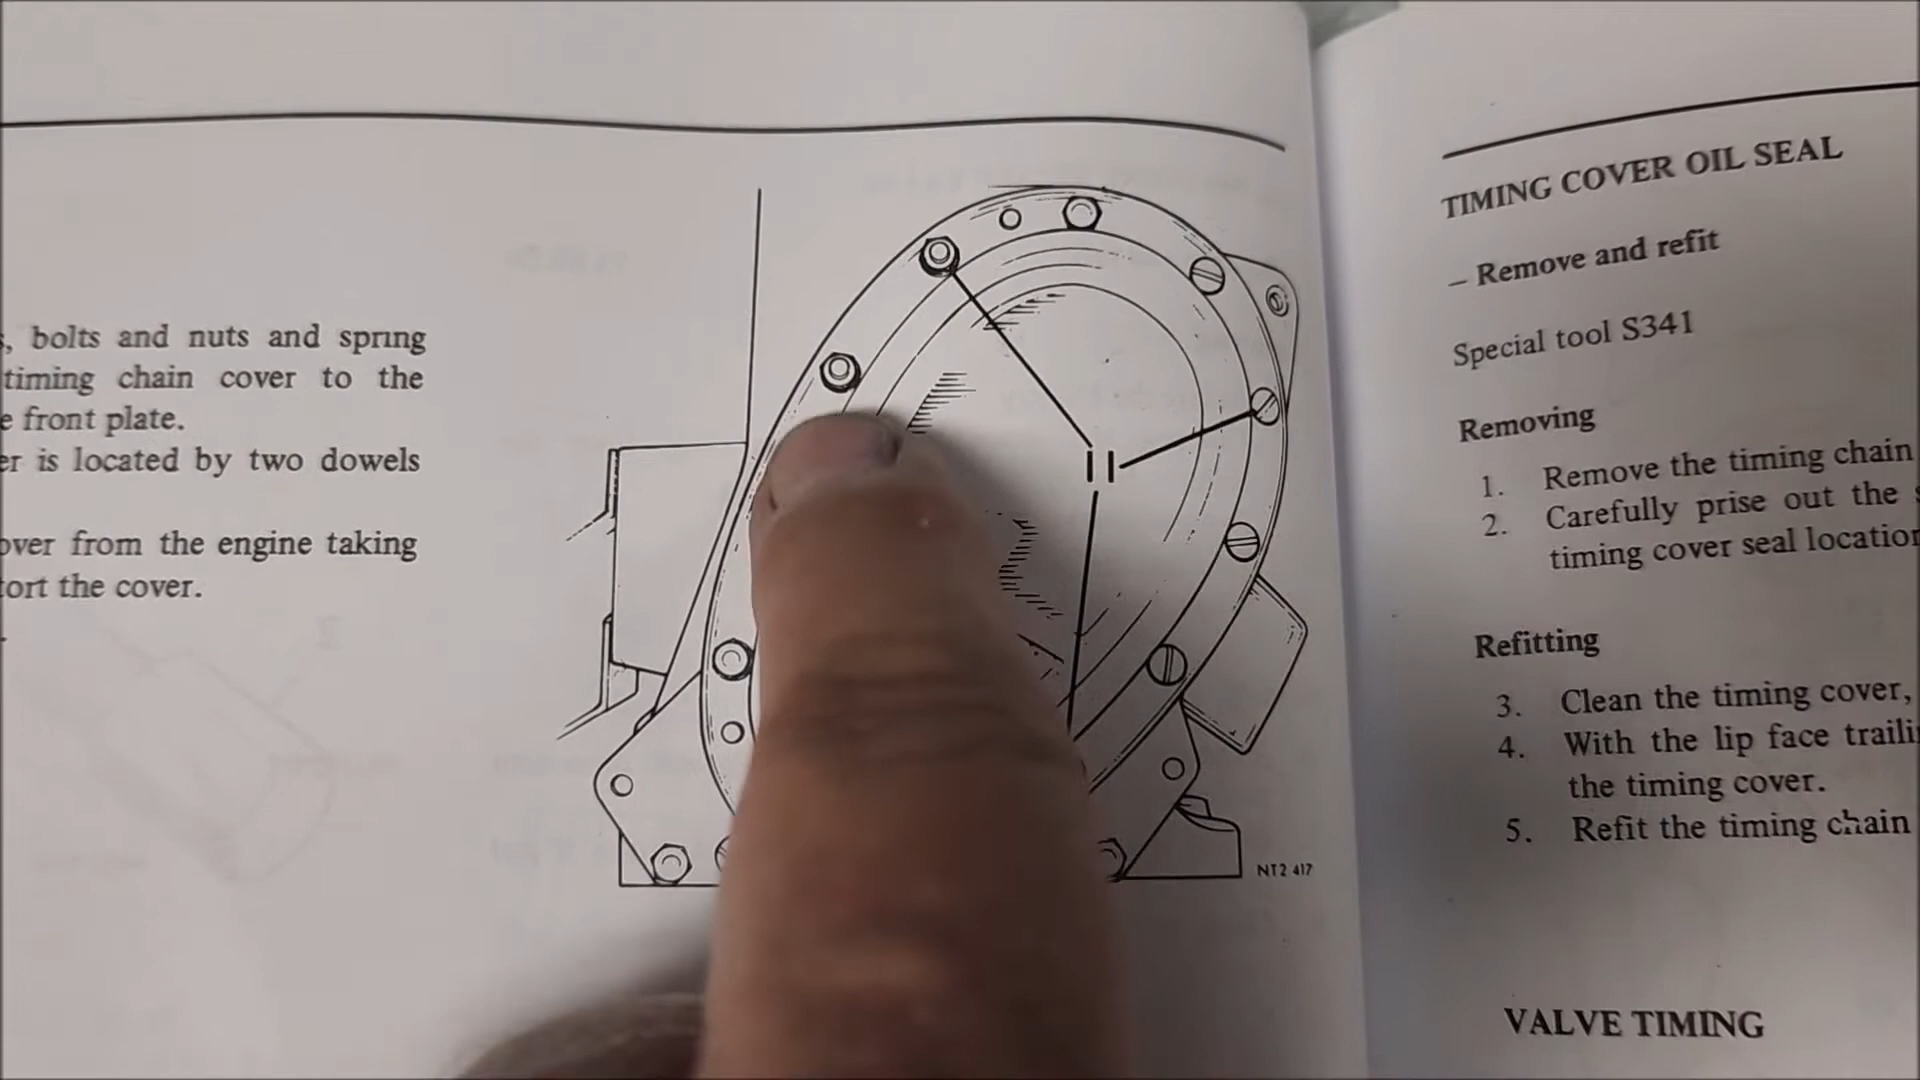 , bolts and nuts and spring
timing chain cover to the
e front plate.
er is located by two dowels
over from the engine taking
tort the cover.
11
NT2 417
TIMING COVER OIL SEAL
– Remove and refit
Special tool S341
Removing
1. Remove the timing chain
2. Carefully prise out the
timing cover seal location
Refitting
3. Clean the timing cover,
4. With the lip face traili
the timing cover.
5. Refit the timing chain
VALVE TIMING